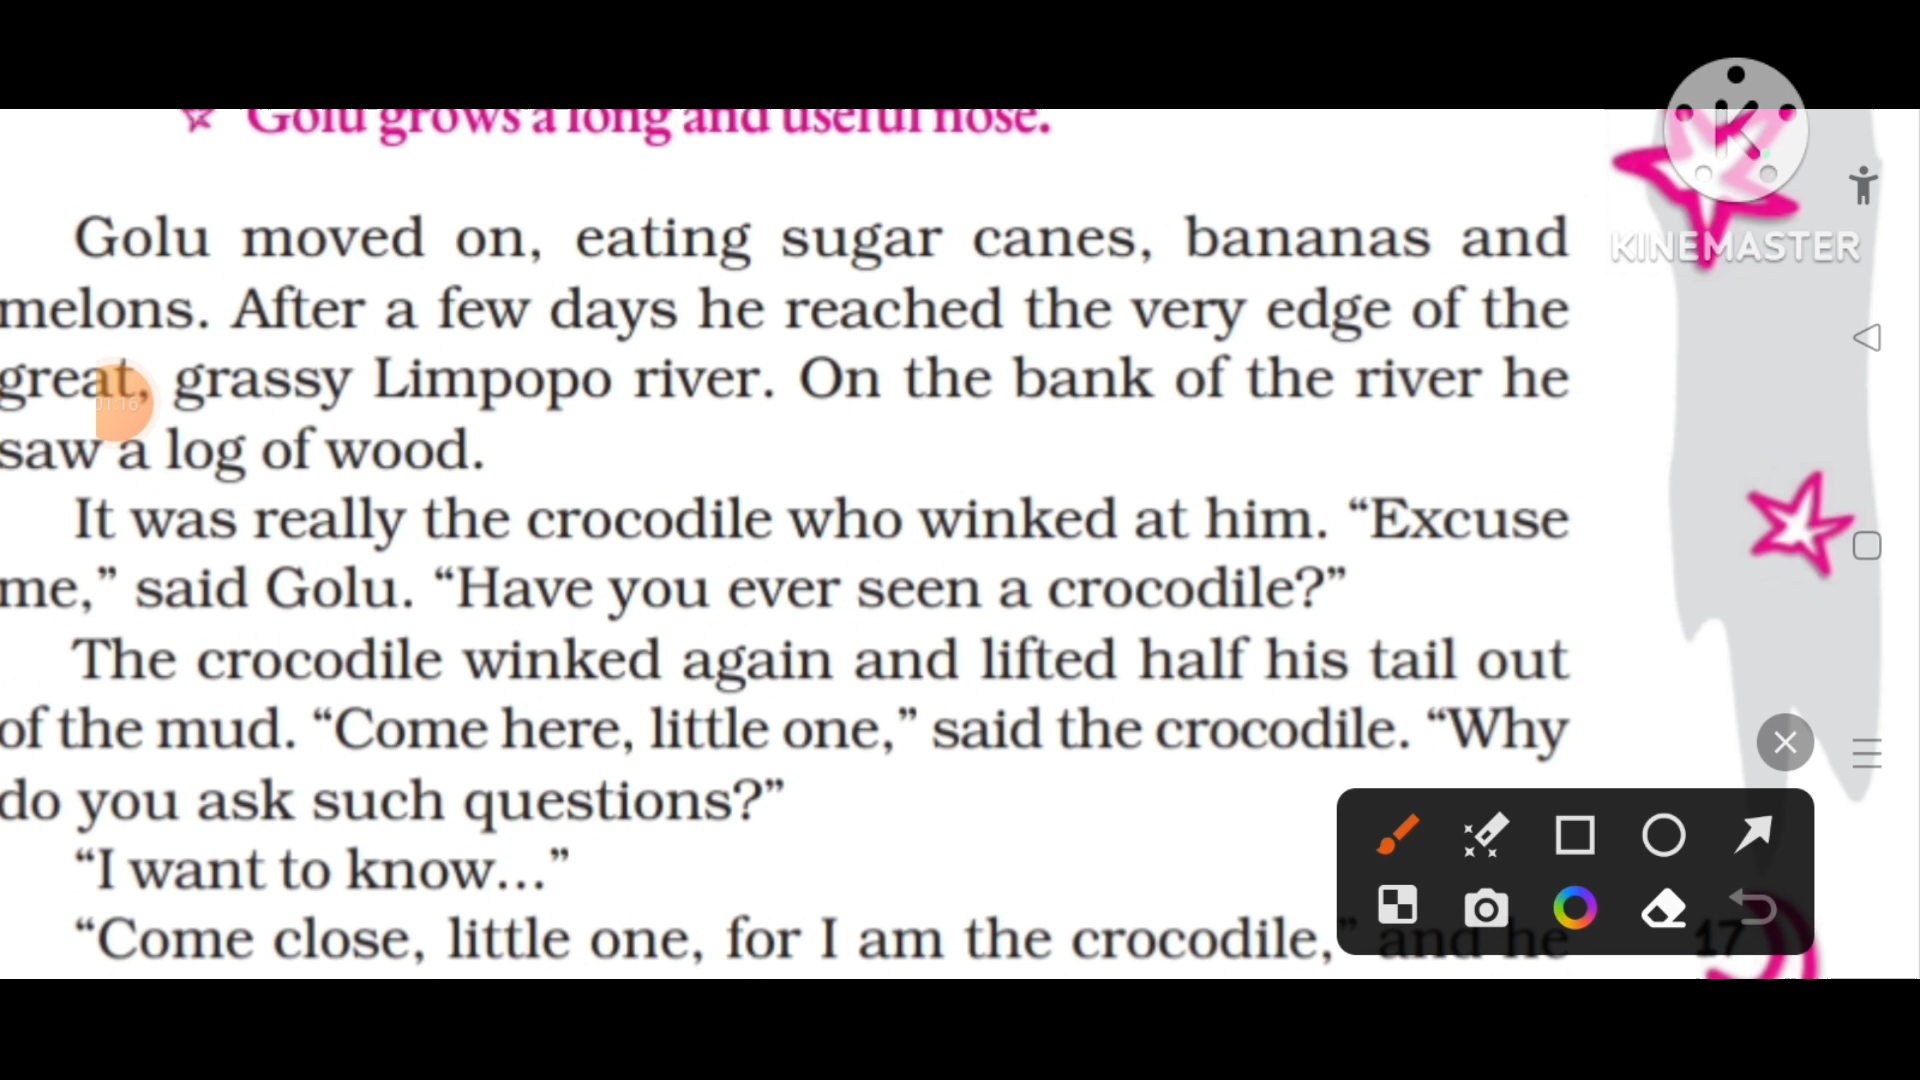 Golu grows a long and useful nose.
KINEMASTER
Golu moved on, eating sugar canes, bananas and
melons. After a few days he reached the very edge of the
great, grassy Limpopo river. On the bank of the river he
01:16
saw a log of wood.
It was really the crocodile who winked at him. “Excuse
me,” said Golu. “Have you ever seen a crocodile?”
The crocodile winked again and lifted half his tail out
of the mud. “Come here, little one,” said the crocodile. “Why
do you ask such questions?”
“I want to know...”
“Come close, little one, for I am the crocodile,” and he
17